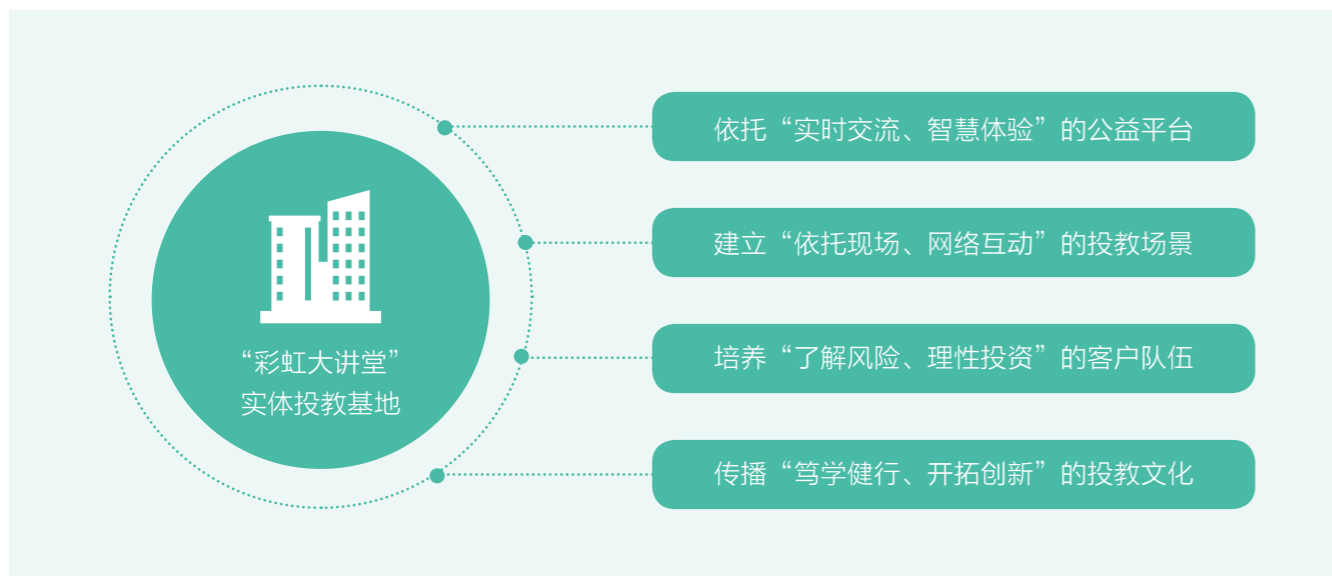 “彩虹大讲堂”
实体投教基地
依托“实时交流、智慧体验”的公益平台
建立“依托现场、网络互动”的投教场景
培养“了解风险、理性投资”的客户队伍
传播“笃学健行、开拓创新”的投教文化